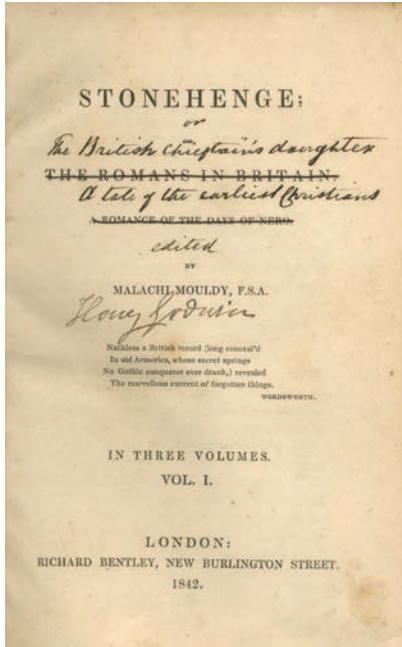 STONEHENGE;
or
The British Chieftain's daughter
THE ROMANS IN BRITAIN.
A tale of the earliest Christians
A ROMANCE OF THE DAYS OF NERO.
edited
BY
MALACHI MOULDY, F.S.A.
Henry Godwin
Nathless a British record (long conceal'd
In old Armorica, whose secret springs
No Gothic conqueror ever drank,) revealed
The marvellous current of forgotten things.
WORDSWORTH.
IN THREE VOLUMES.
VOL. I.
LONDON:
RICHARD BENTLEY, NEW BURLINGTON STREET.
1842.